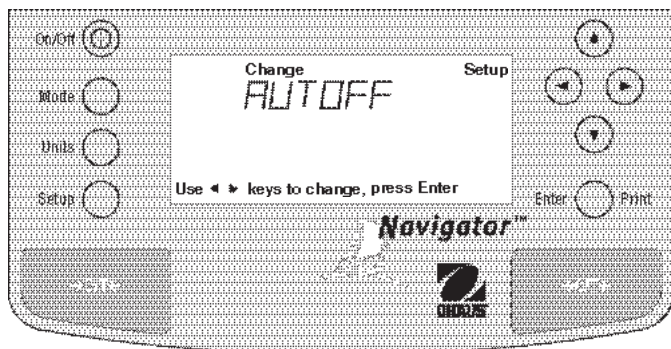 On/Off
Mode
Units
Setup
Change Setup
AUTOFF
Use ◄ ► keys to change, press Enter
Enter Print
Navigator™
OHAUS